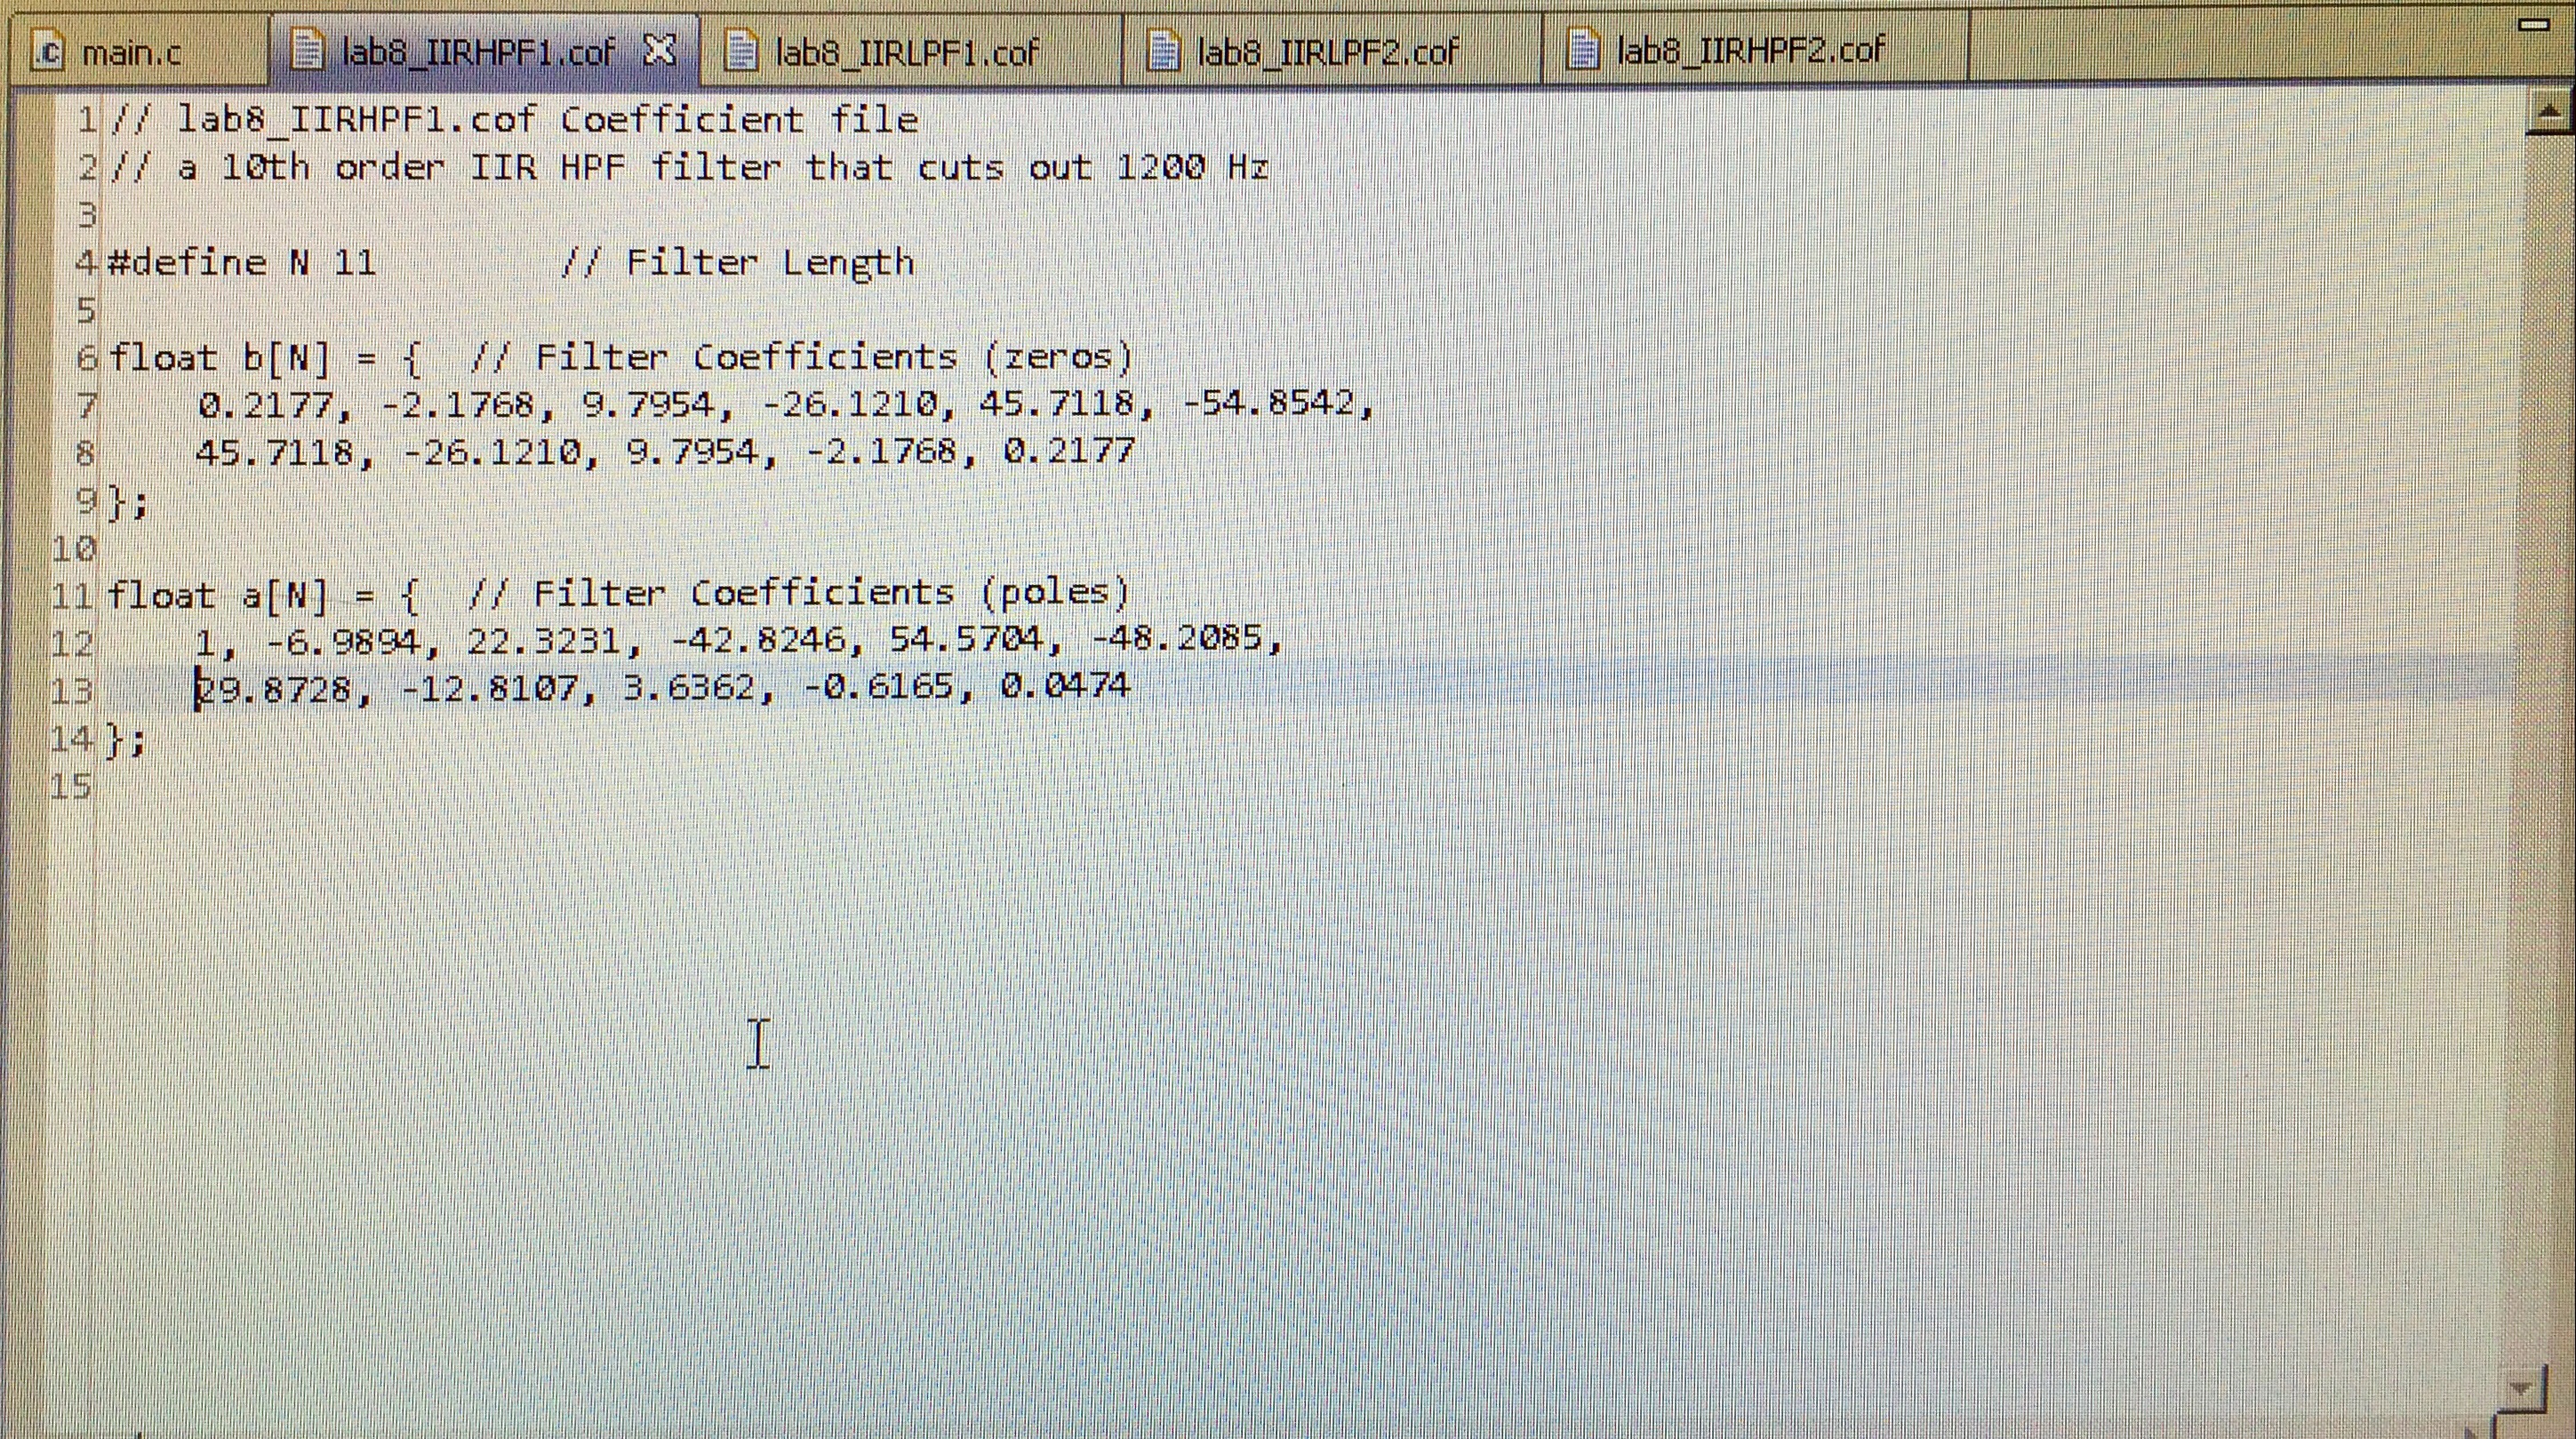 main.c lab8_IIRHPF1.cof lab8_IIRLPF1.cof lab8_IIRLPF2.cof lab8_IIRHPF2.cof
1 // lab8_IIRHPF1.cof Coefficient file
2 // a 10th order IIR HPF filter that cuts out 1200 Hz
3
4 #define N 11 // Filter Length
5
6 float b[N] = { // Filter Coefficients (zeros)
7 0.2177, -2.1768, 9.7954, -26.1210, 45.7118, -54.8542,
8 45.7118, -26.1210, 9.7954, -2.1768, 0.2177
9 };
10
11 float a[N] = { // Filter Coefficients (poles)
12 1, -6.9894, 22.3231, -42.8246, 54.5704, -48.2085,
13 29.8728, -12.8107, 3.6362, -0.6165, 0.0474
14 };
15